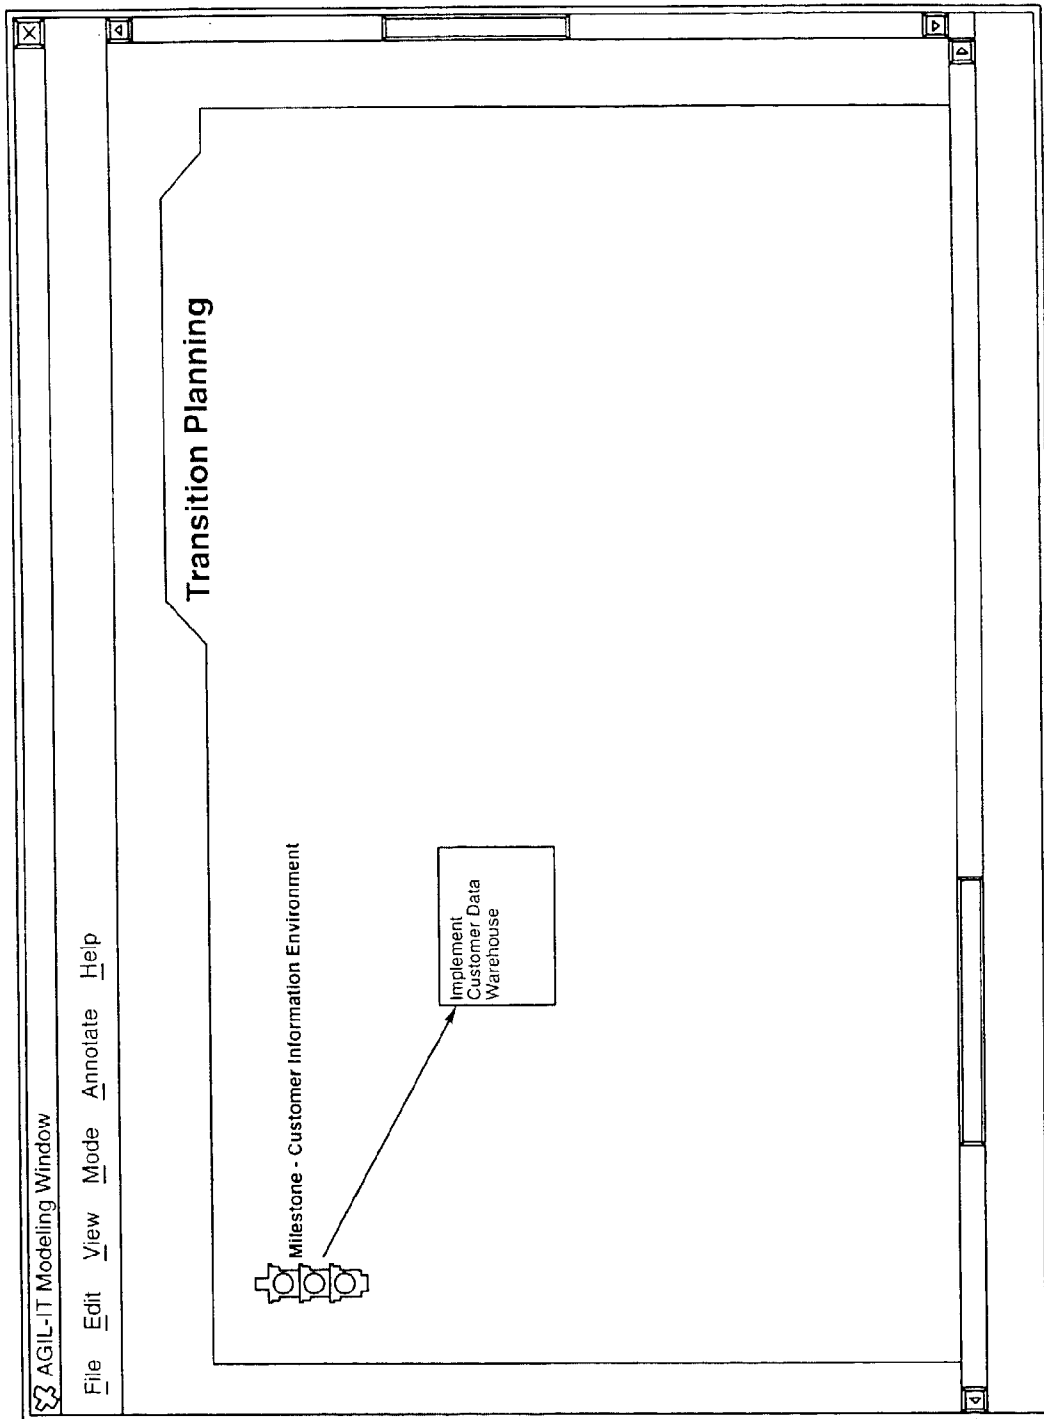 AGIL-IT Modeling Window
File Edit View Mode Annotate Help
Transition Planning
Milestone - Customer Information Environment
Implement
Customer Data
Warehouse